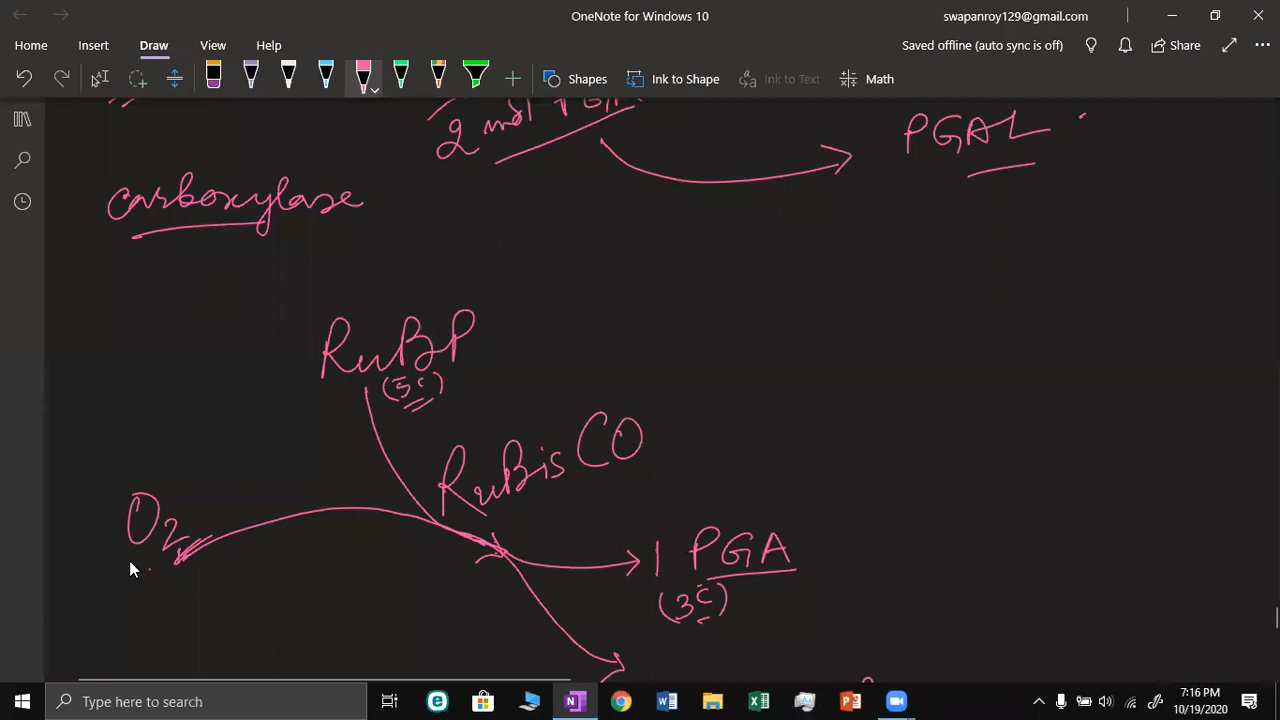 OneNote for Windows 10
swapanroy129@gmail.com
Home Insert Draw View Help
Saved offline (auto sync is off)
Share
Shapes
Ink to Shape
Ink to Text
Math
2 mol PGA
PGAL
carboxylase
RuBP
(5c)
RuBisCO
O2
1 PGA
(3c)
Type here to search
7:16 PM
10/19/2020